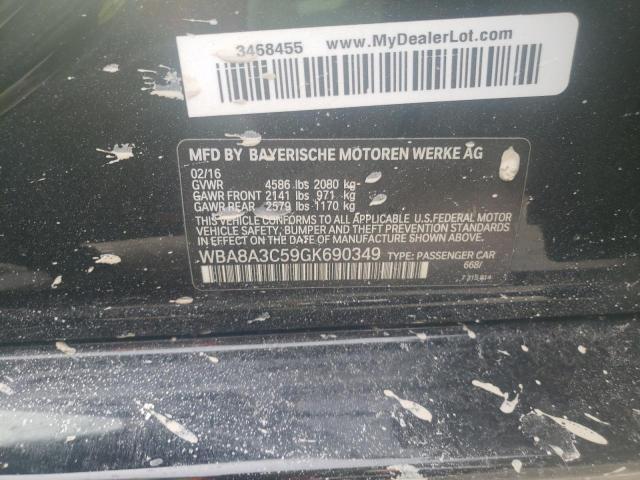 3468455 www.MyDealerLot.com
MFD BY BAYERISCHE MOTOREN WERKE AG
02/16
GVWR 4586 lbs 2080 kg-
GAWR FRONT 2141 lbs 971 kg
GAWR REAR 2579 lbs 1170 kg-
THIS VEHICLE CONFORMS TO ALL APPLICABLE U.S.FEDERAL MOTOR
VEHICLE SAFETY, BUMPER, AND THEFT PREVENTION STANDARDS
IN EFFECT ON THE DATE OF MANUFACTURE SHOWN ABOVE.
WBA8A3C59GK690349 TYPE: PASSENGER CAR
668/